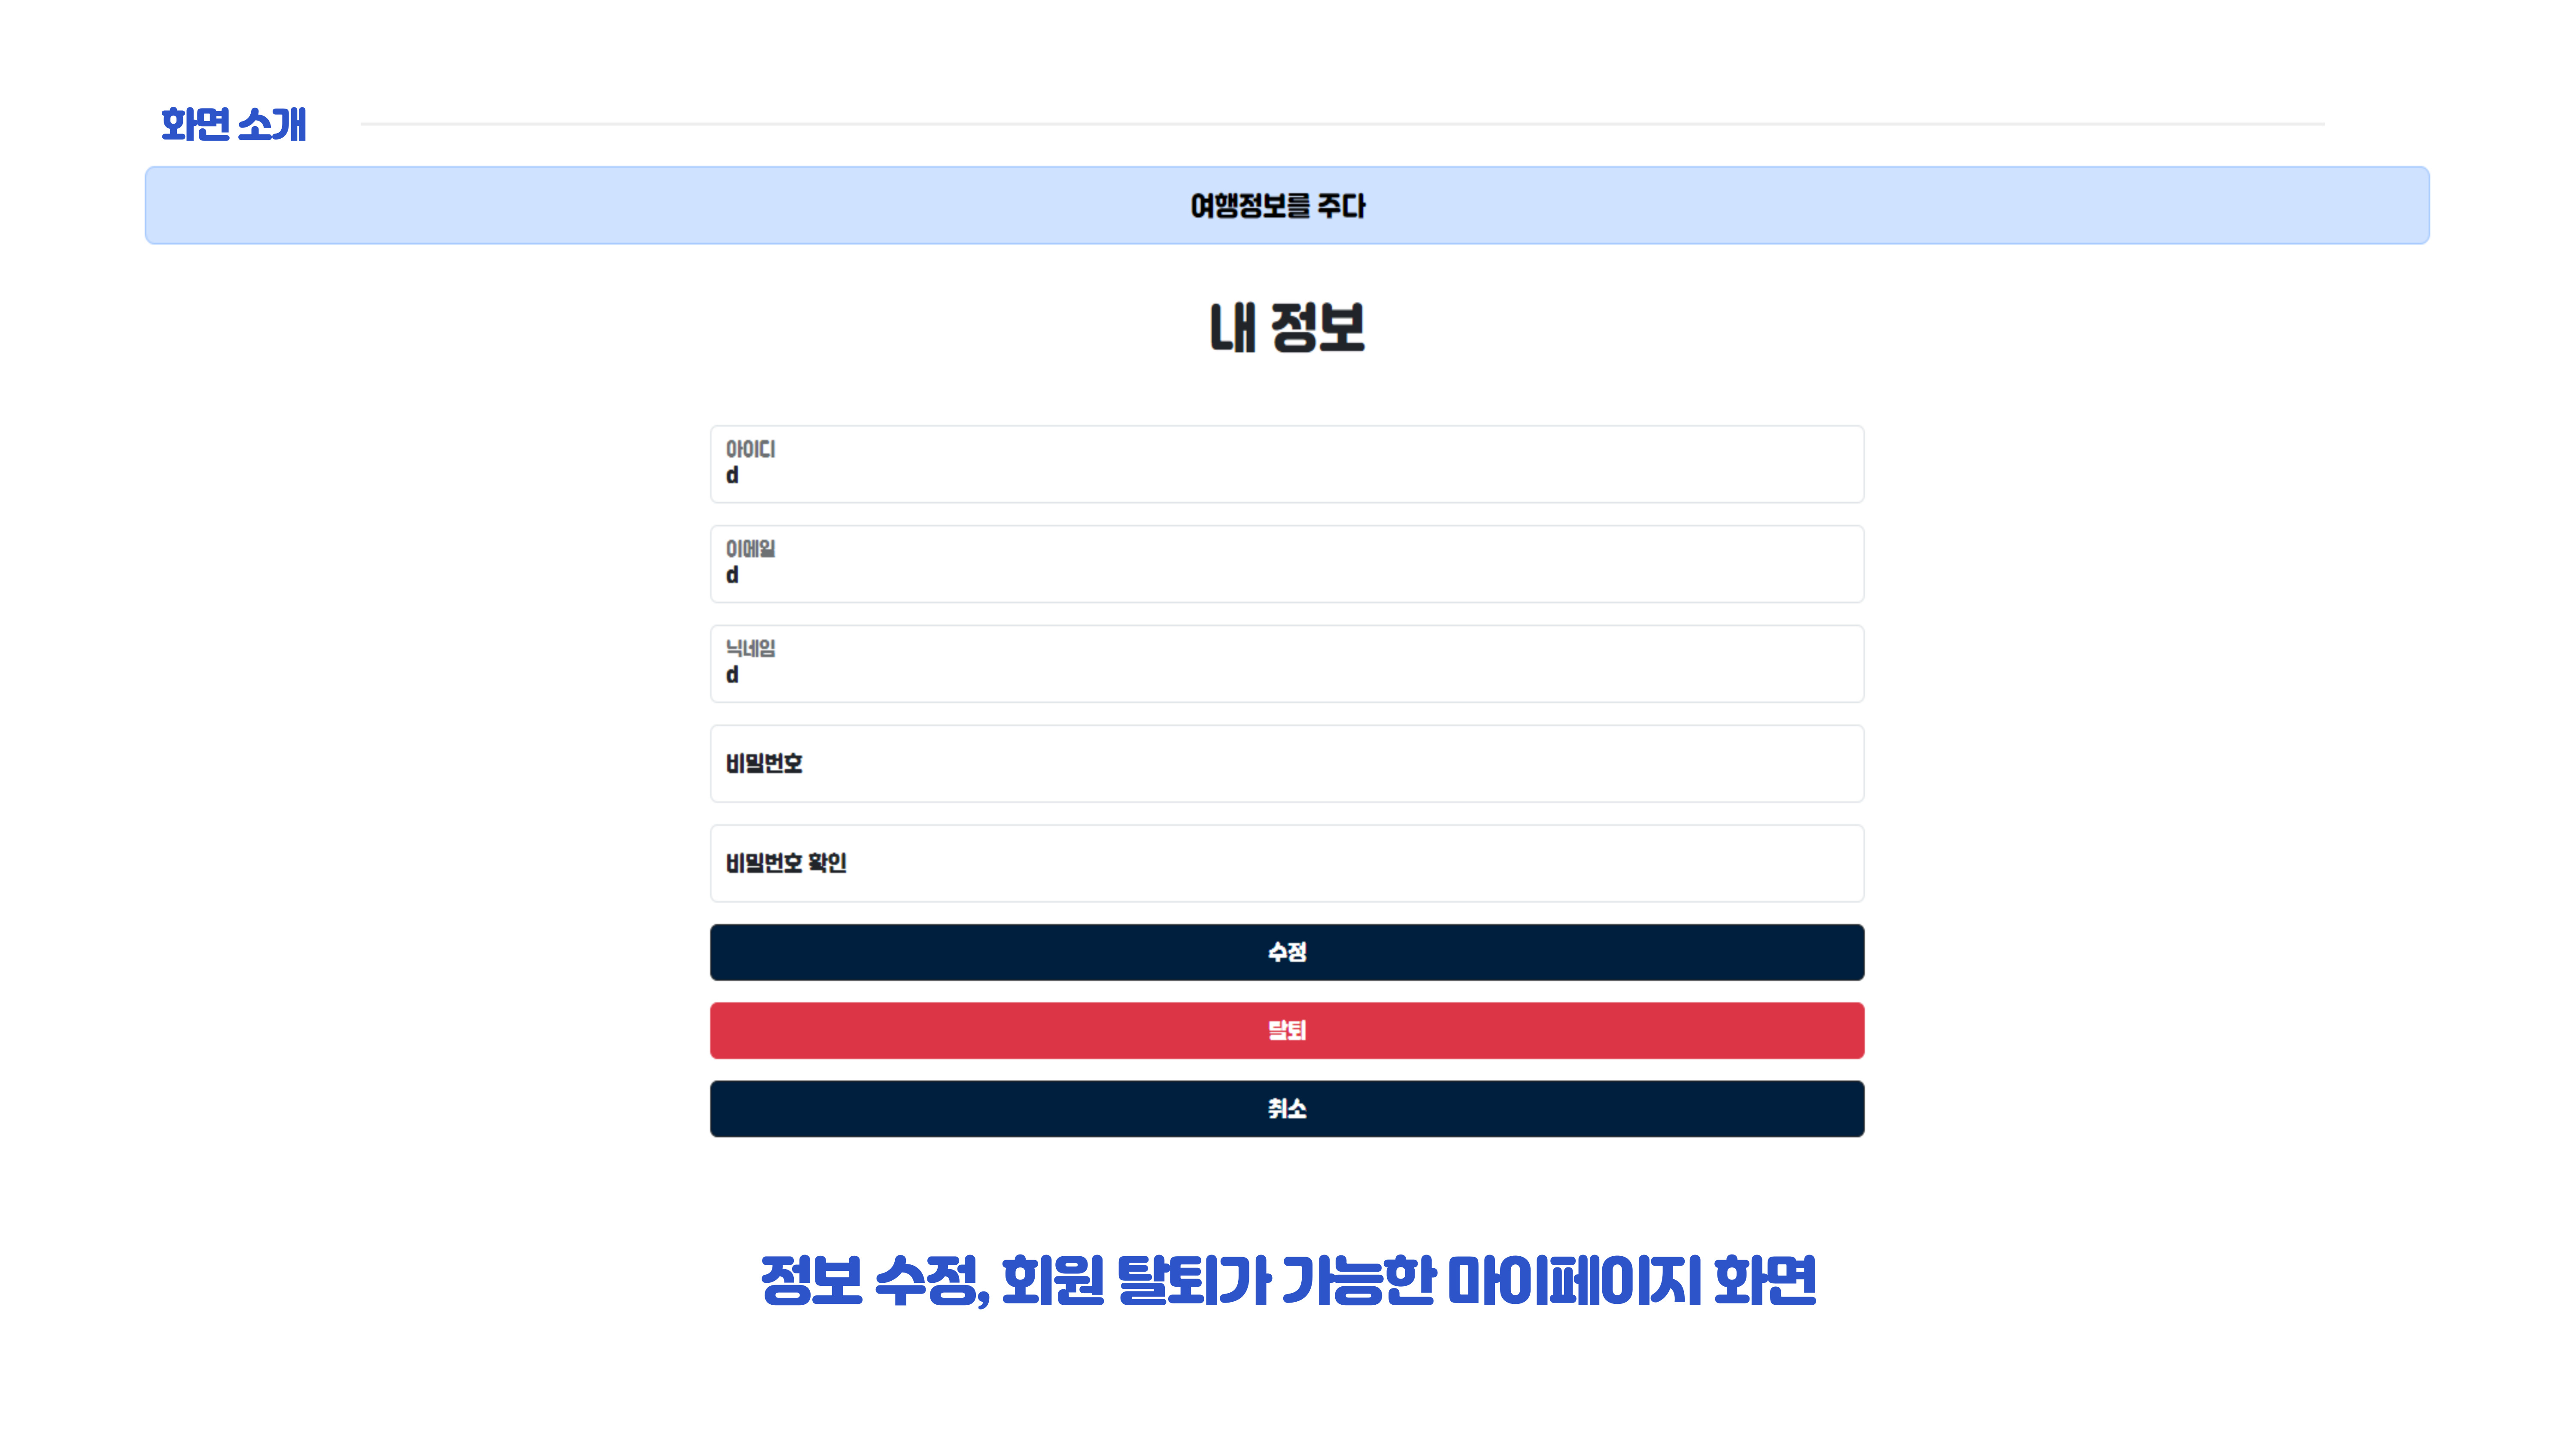 화면 소개
여행정보를 주다
내 정보
아이디
d
이메일
d
닉네임
d
비밀번호
비밀번호 확인
수정
탈퇴
취소
정보 수정, 회원 탈퇴가 가능한 마이페이지 화면